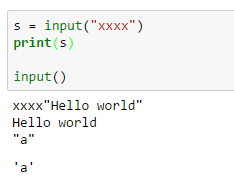 s = input("xxxx")
print(s)
input()
xxxx"Hello world"
Hello world
"a"
'a'